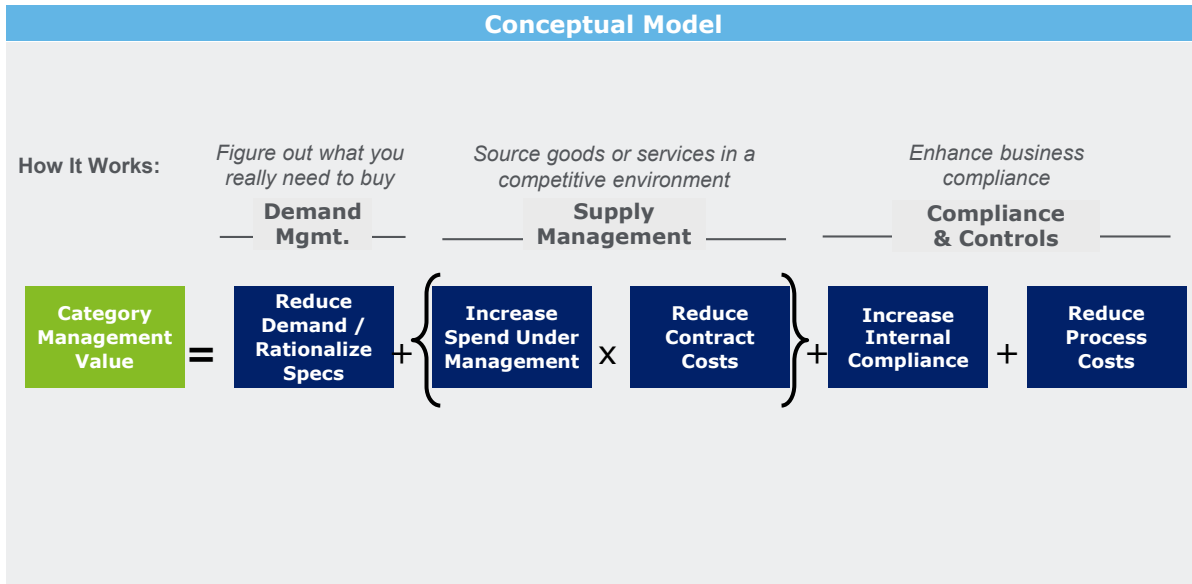 Conceptual Model
How It Works:
Figure out what you
really need to buy
Source goods or services in a
competitive environment
Enhance business
compliance
Demand
Mgmt.
Supply
Management
Compliance
& Controls
Category
Management
Value
=
Reduce
Demand /
Rationalize
Specs
+
{
Increase
Spend Under
Management
x
Reduce
Contract
Costs
}
+
Increase
Internal
Compliance
+
Reduce
Process
Costs